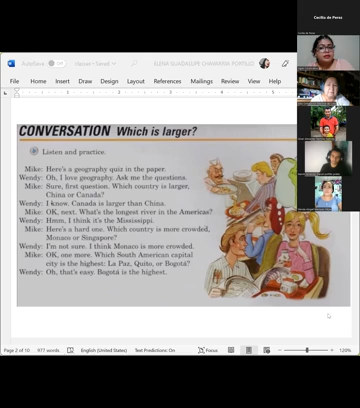 Cecilia de Perez
AutoSave Off
ELENA GUADALUPE CHAVARRIA PORTILLO
File Home Insert Draw Design Layout References Mailings Review View Help
CONVERSATION Which is larger?
Listen and practice.
Mike: Here's a geography quiz in the paper.
Wendy: Oh, I love geography. Ask me the questions.
Mike: Sure, first question. Which country is larger,
China or Canada?
Wendy: I know. Canada is larger than China.
Mike: OK, next. What's the longest river in the Americas?
Wendy: Hmm, I think it's the Mississippi.
Mike: Here's a hard one. Which country is more crowded,
Monaco or Singapore?
Wendy: I'm not sure. I think Monaco is more crowded.
Mike: OK, one more. Which South American capital
city is the highest: La Paz, Quito, or Bogotá?
Wendy: Oh, that's easy. Bogotá is the highest.
Page 2 of 10 977 words English (United States) Text Predictions: On Focus 120%